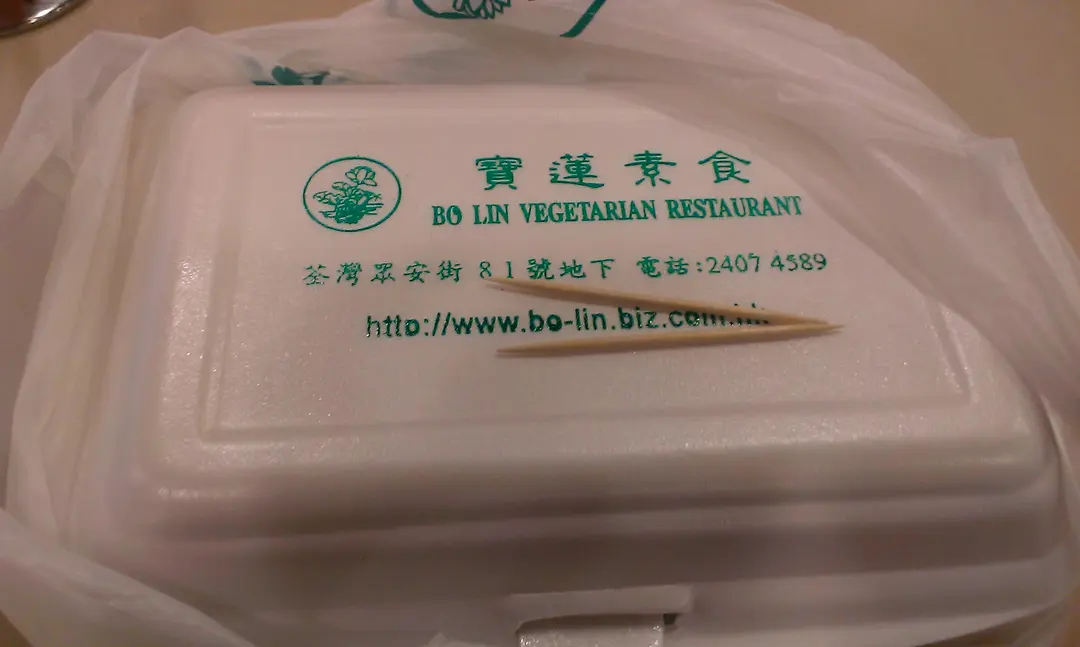 寶蓮素食
BO LIN VEGETARIAN RESTAURANT
荃灣眾安街 81號地下 電話:2407 4589
http://www.bo-lin.biz.com.hk